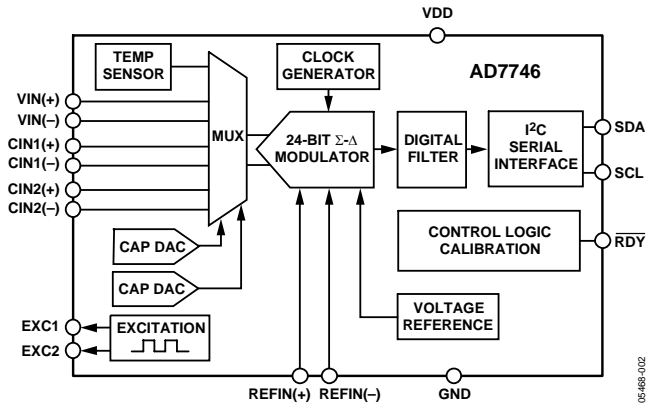 VDD
TEMP
SENSOR
CLOCK
GENERATOR
AD7746
VIN(+)
VIN(–)
CIN1(+)
CIN1(–)
CIN2(+)
CIN2(–)
MUX
24-BIT Σ-Δ
MODULATOR
DIGITAL
FILTER
I²C
SERIAL
INTERFACE
SDA
SCL
CAP DAC
CAP DAC
CONTROL LOGIC
CALIBRATION
RDY
EXC1
EXC2
EXCITATION
VOLTAGE
REFERENCE
REFIN(+)
REFIN(–)
GND
05468-002